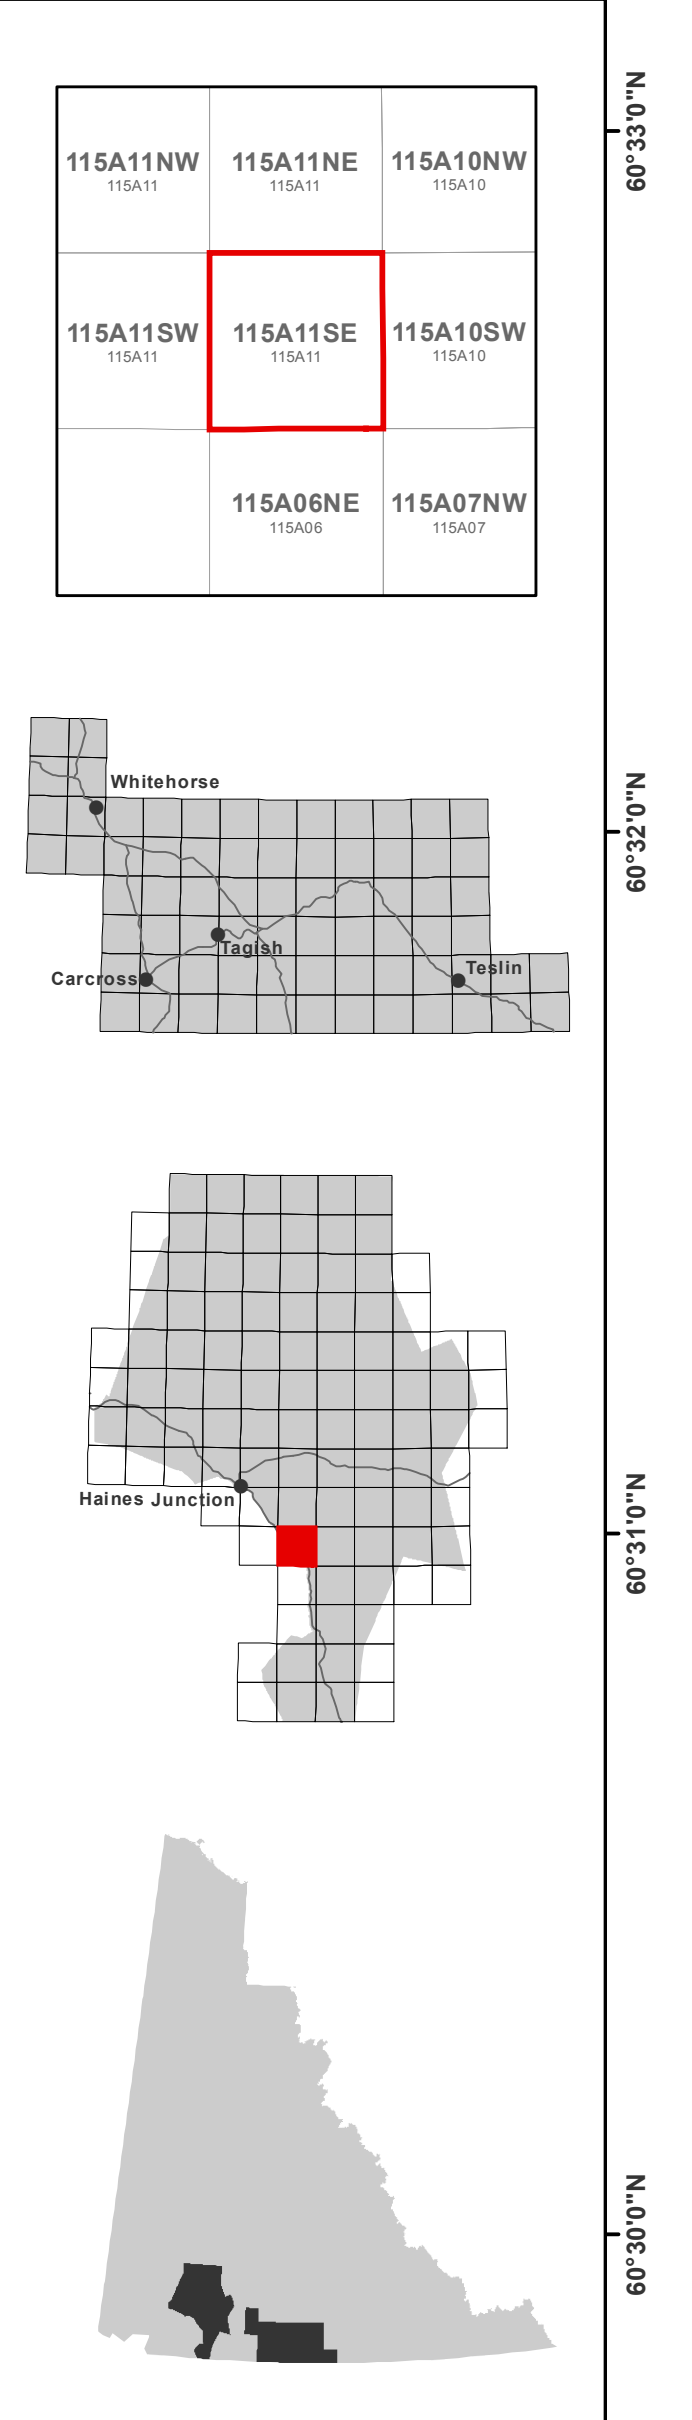 115A11NW 115A11NE 115A10NW
115A11 115A11 115A10
115A11SW 115A11SE 115A10SW
115A11 115A11 115A10
115A06NE 115A07NW
115A06 115A07
60°33'0"N
Whitehorse
60°32'0"N
Tagish
Teslin
Carcross
Haines Junction
60°31'0"N
60°30'0"N